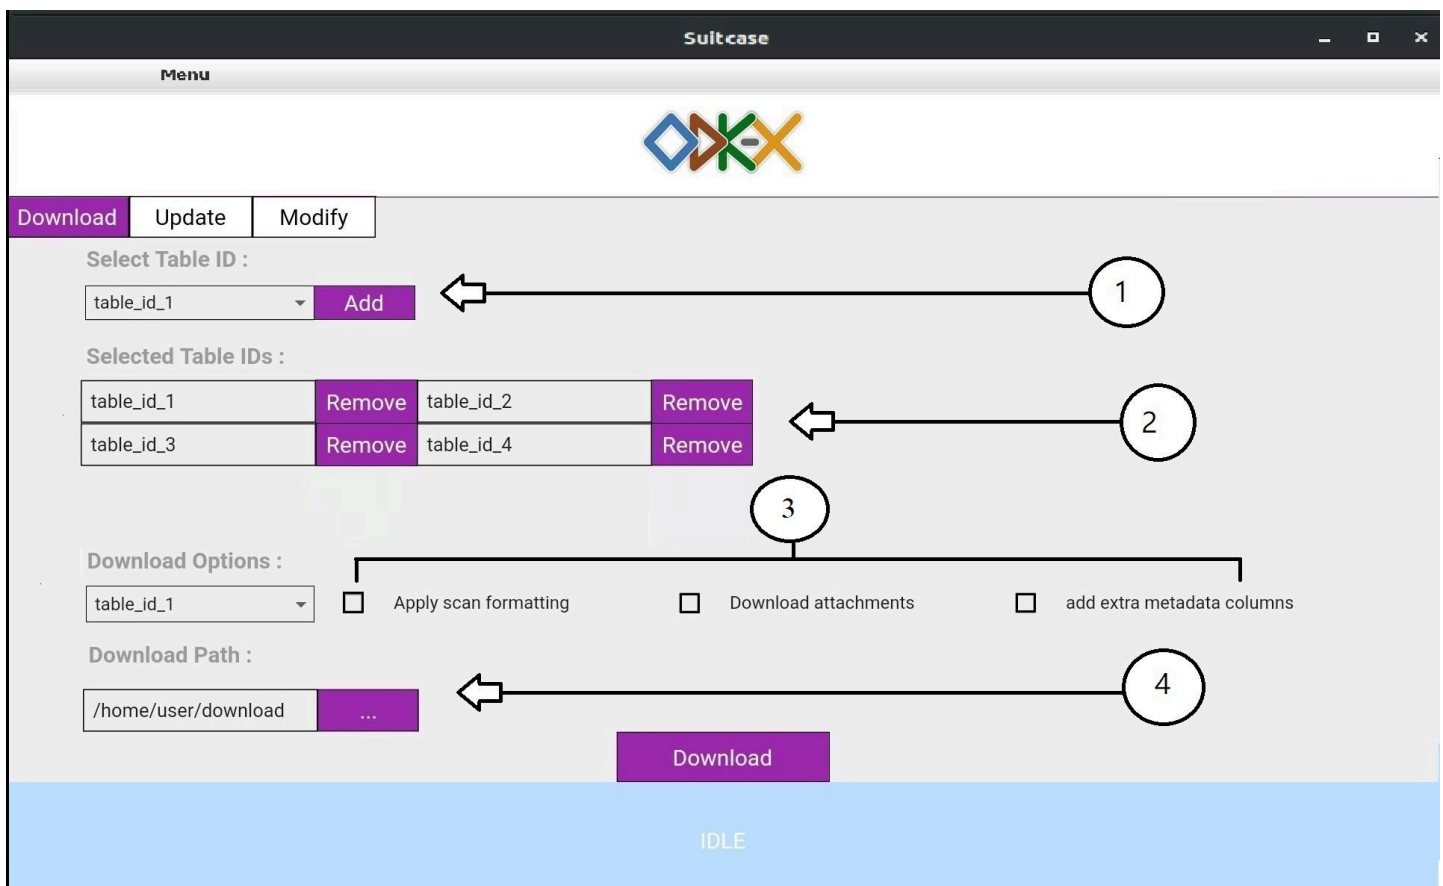 Suitcase
Menu
ODK-X
Download Update Modify
Select Table ID :
table_id_1 Add
1
Selected Table IDs :
table_id_1 Remove table_id_2 Remove
2
table_id_3 Remove table_id_4 Remove
3
Download Options :
table_id_1 Apply scan formatting Download attachments add extra metadata columns
Download Path :
4
/home/user/download ...
Download
IDLE